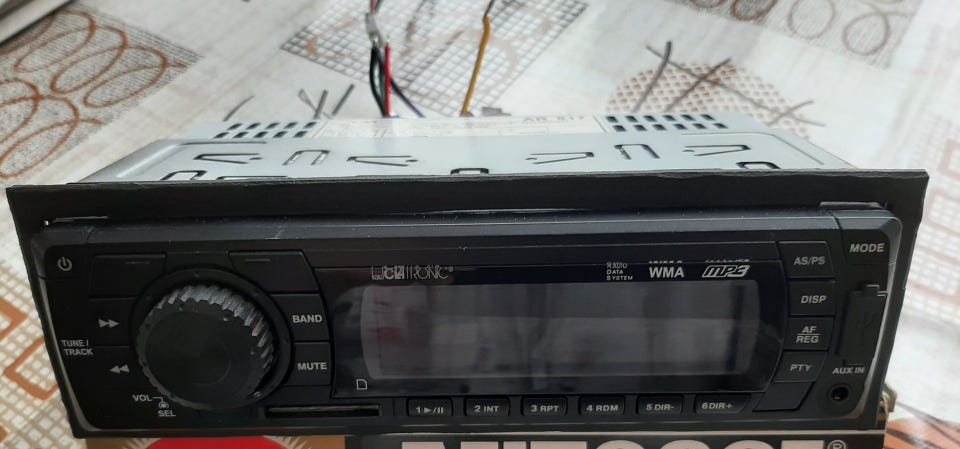 MODE
AS/PS
RADIO
DATA
SYSTEM
WMA
MP3
DISP
BAND
AF
REG
TUNE /
TRACK
MUTE
PTY
AUX IN
VOL
SEL
1 ▶/II
2 INT
3 RPT
4 RDM
5 DIR-
6 DIR+